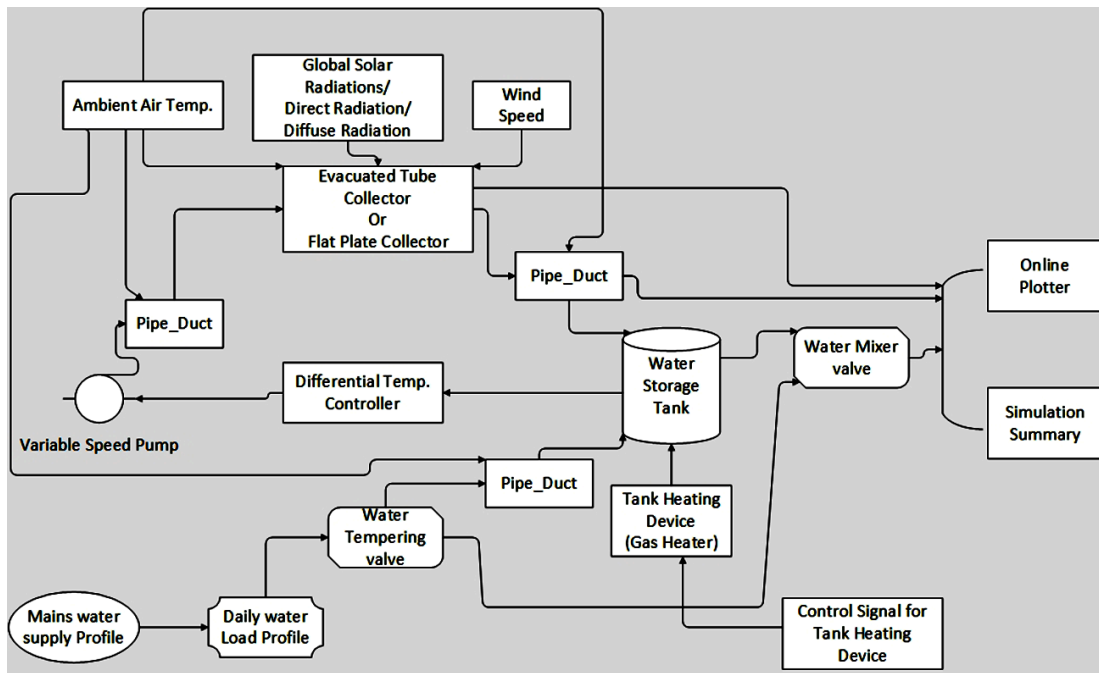 Ambient Air Temp.
Global Solar
Radiations/
Direct Radiation/
Diffuse Radiation
Wind
Speed
Evacuated Tube
Collector
Or
Flat Plate Collector
Pipe_Duct
Online
Plotter
Pipe_Duct
Water
Storage
Tank
Water Mixer
valve
Differential Temp.
Controller
Variable Speed Pump
Simulation
Summary
Pipe_Duct
Tank Heating
Device
(Gas Heater)
Water
Tempering
valve
Mains water
supply Profile
Daily water
Load Profile
Control Signal for
Tank Heating
Device